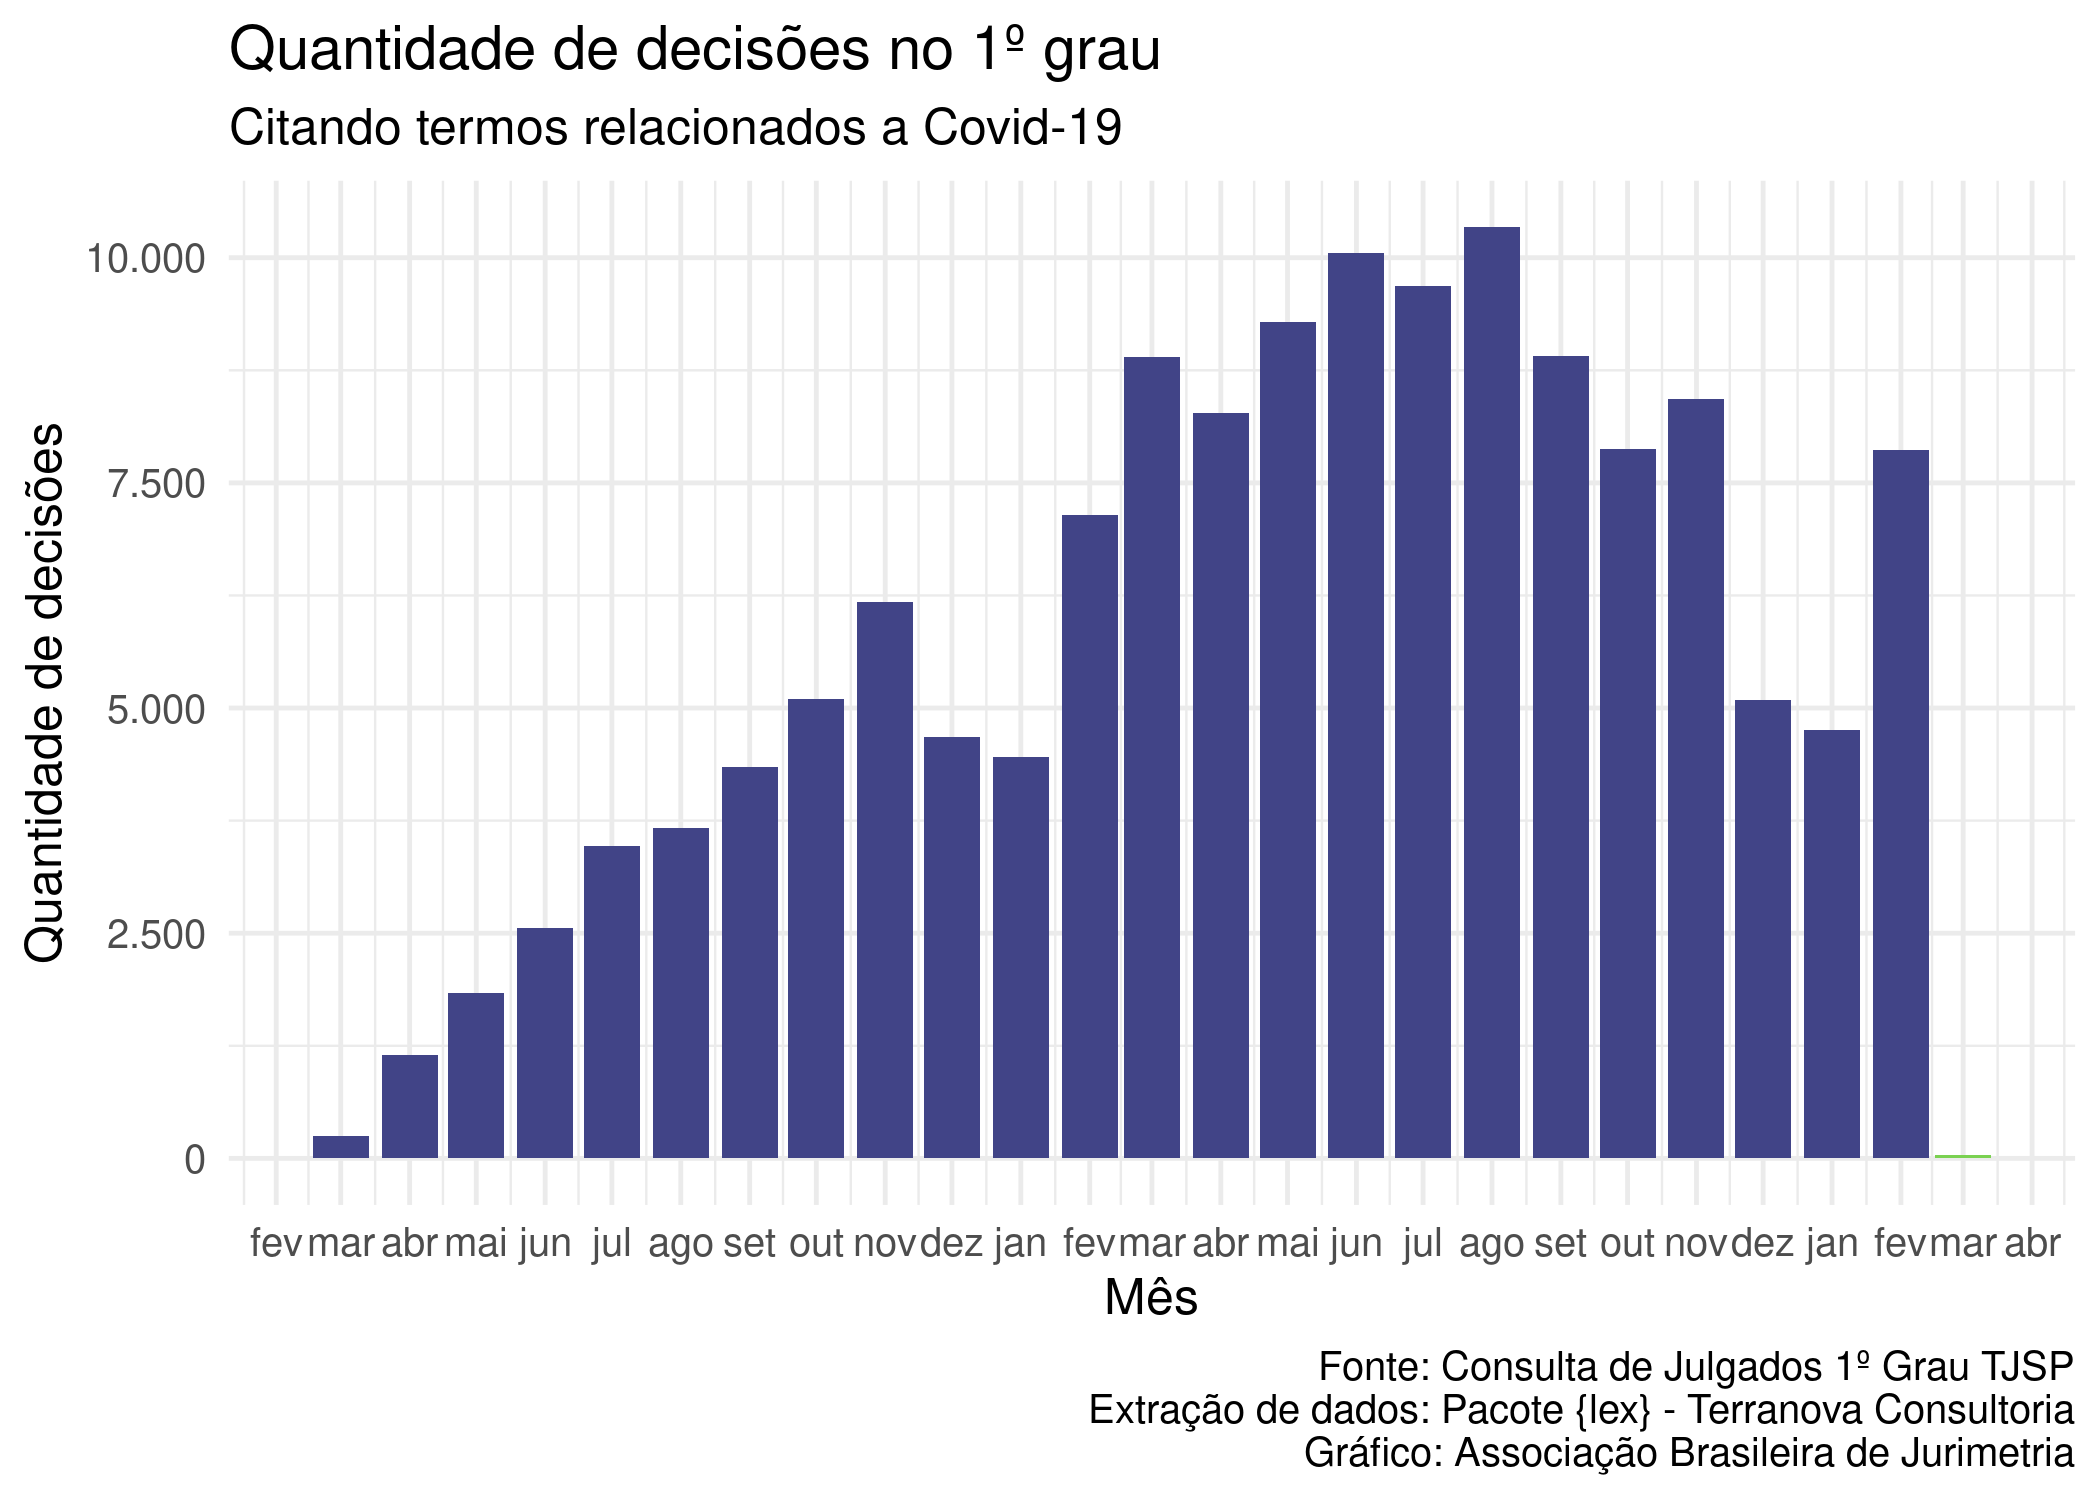 Quantidade de decisões no 1º grau
Citando termos relacionados a Covid-19
Quantidade de decisões
10.000
7.500
5.000
2.500
0
fev mar abr mai jun jul ago set out nov dez jan fev mar abr mai jun jul ago set out nov dez jan fev mar abr
Mês
Fonte: Consulta de Julgados 1º Grau TJSP
Extração de dados: Pacote {lex} - Terranova Consultoria
Gráfico: Associação Brasileira de Jurimetria